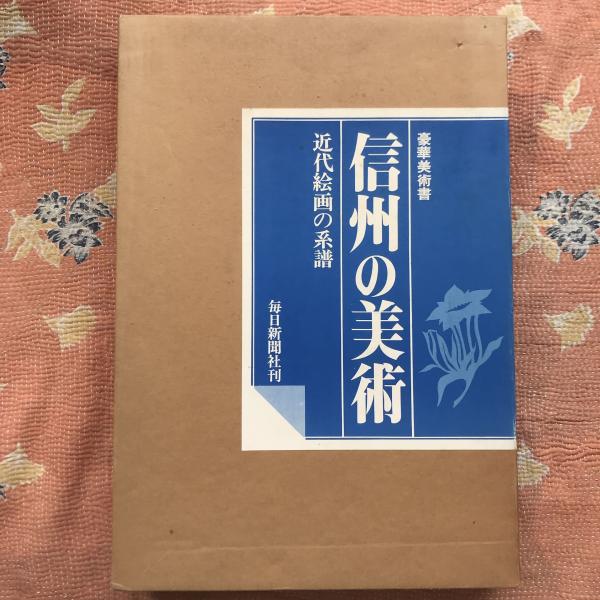 豪華美術書
信州の美術
近代絵画の系譜
毎日新聞社刊